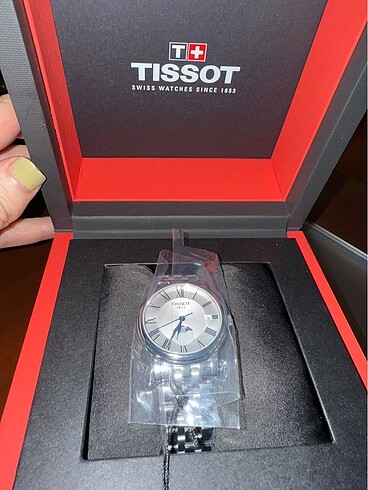 T+
TISSOT
SWISS WATCHES SINCE 1853
TISSOT
1853